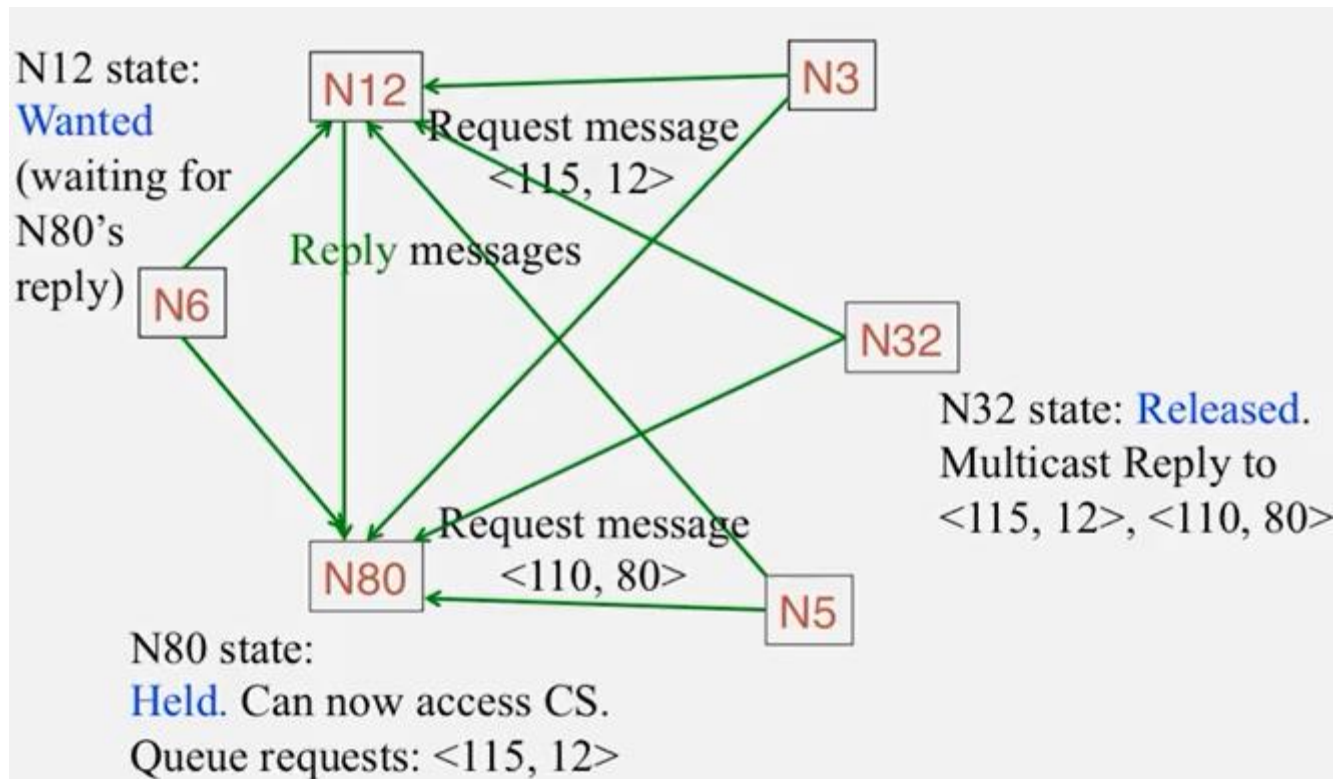 N12 state:
Wanted
(waiting for
N80's
reply)
N12
N3
Request message
<115, 12>
Reply messages
N6
N32
N32 state: Released.
Multicast Reply to
<115, 12>, <110, 80>
Request message
<110, 80>
N80
N5
N80 state:
Held. Can now access CS.
Queue requests: <115, 12>